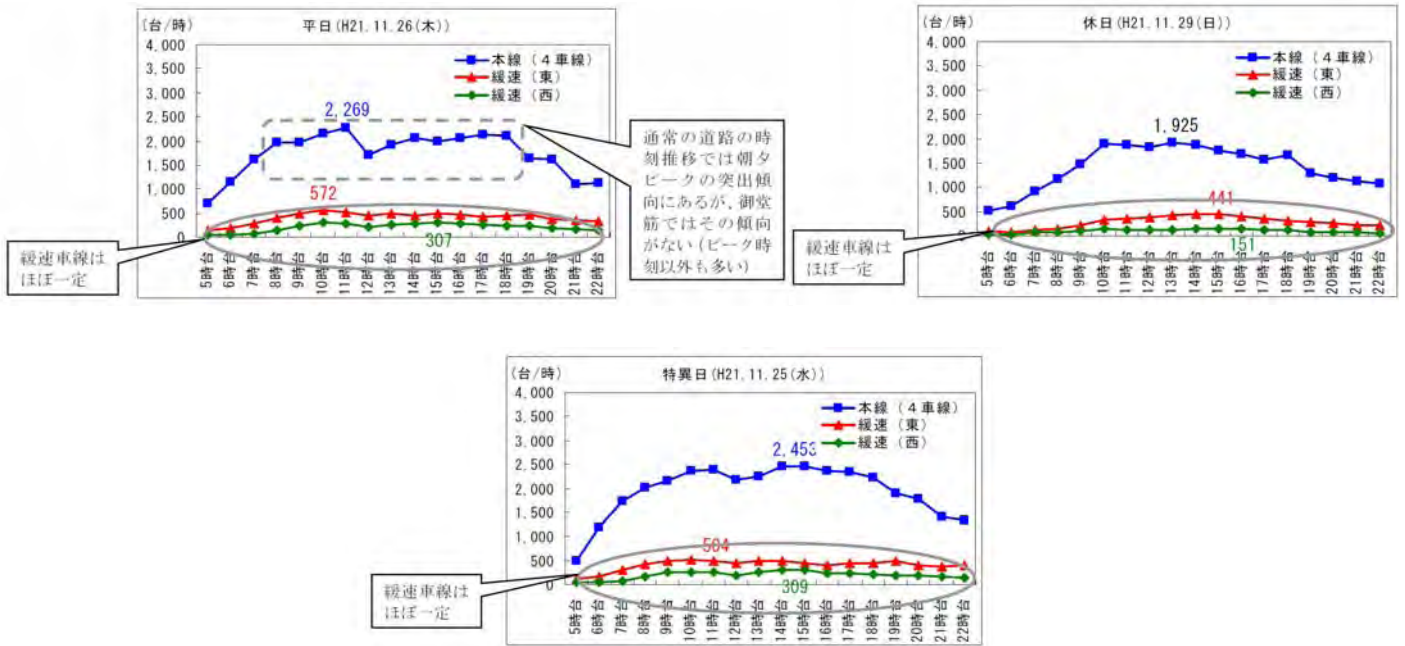 平日(H21.11.26(木))
(台/時)
4,000
3,500
3,000
2,500
2,000
1,500
1,000
500
0
本線(4車線)
緩速(東)
緩速(西)
2,269
572
307
5時台
6時台
7時台
8時台
9時台
10時台
11時台
12時台
13時台
14時台
15時台
16時台
17時台
18時台
19時台
20時台
21時台
22時台
緩速車線は
ほぼ一定
通常の道路の時
刻推移では朝夕
ピークの突出傾
向にあるが、御堂
筋ではその傾向
がない(ピーク時
刻以外も多い)
休日(H21.11.29(日))
(台/時)
4,000
3,500
3,000
2,500
2,000
1,500
1,000
500
本線(4車線)
緩速(東)
緩速(西)
1,925
441
151
5時台
6時台
7時台
8時台
9時台
10時台
11時台
12時台
13時台
14時台
15時台
16時台
17時台
18時台
19時台
20時台
21時台
22時台
緩速車線は
ほぼ一定
特異日(H21.11.25(水))
(台/時)
4,000
3,500
3,000
2,500
2,000
1,500
1,000
500
0
本線(4車線)
緩速(東)
緩速(西)
2,453
504
309
5時台
6時台
7時台
8時台
9時台
10時台
11時台
12時台
13時台
14時台
15時台
16時台
17時台
18時台
19時台
20時台
21時台
22時台
緩速車線は
ほぼ一定